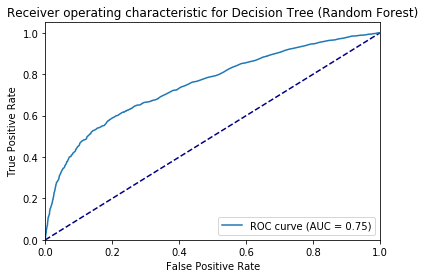 Receiver operating characteristic for Decision Tree (Random Forest)
1.0
0.8
0.6
0.4
0.2
0.0
True Positive Rate
ROC curve (AUC = 0.75)
0.0 0.2 0.4 0.6 0.8 1.0
False Positive Rate